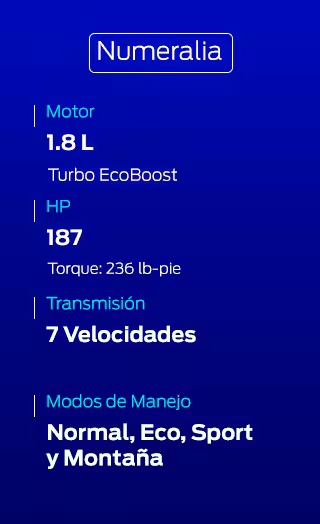 Numeralia
Motor
1.8 L
Turbo EcoBoost
HP
187
Torque: 236 lb-pie
Transmisión
7 Velocidades
Modos de Manejo
Normal, Eco, Sport
y Montaña